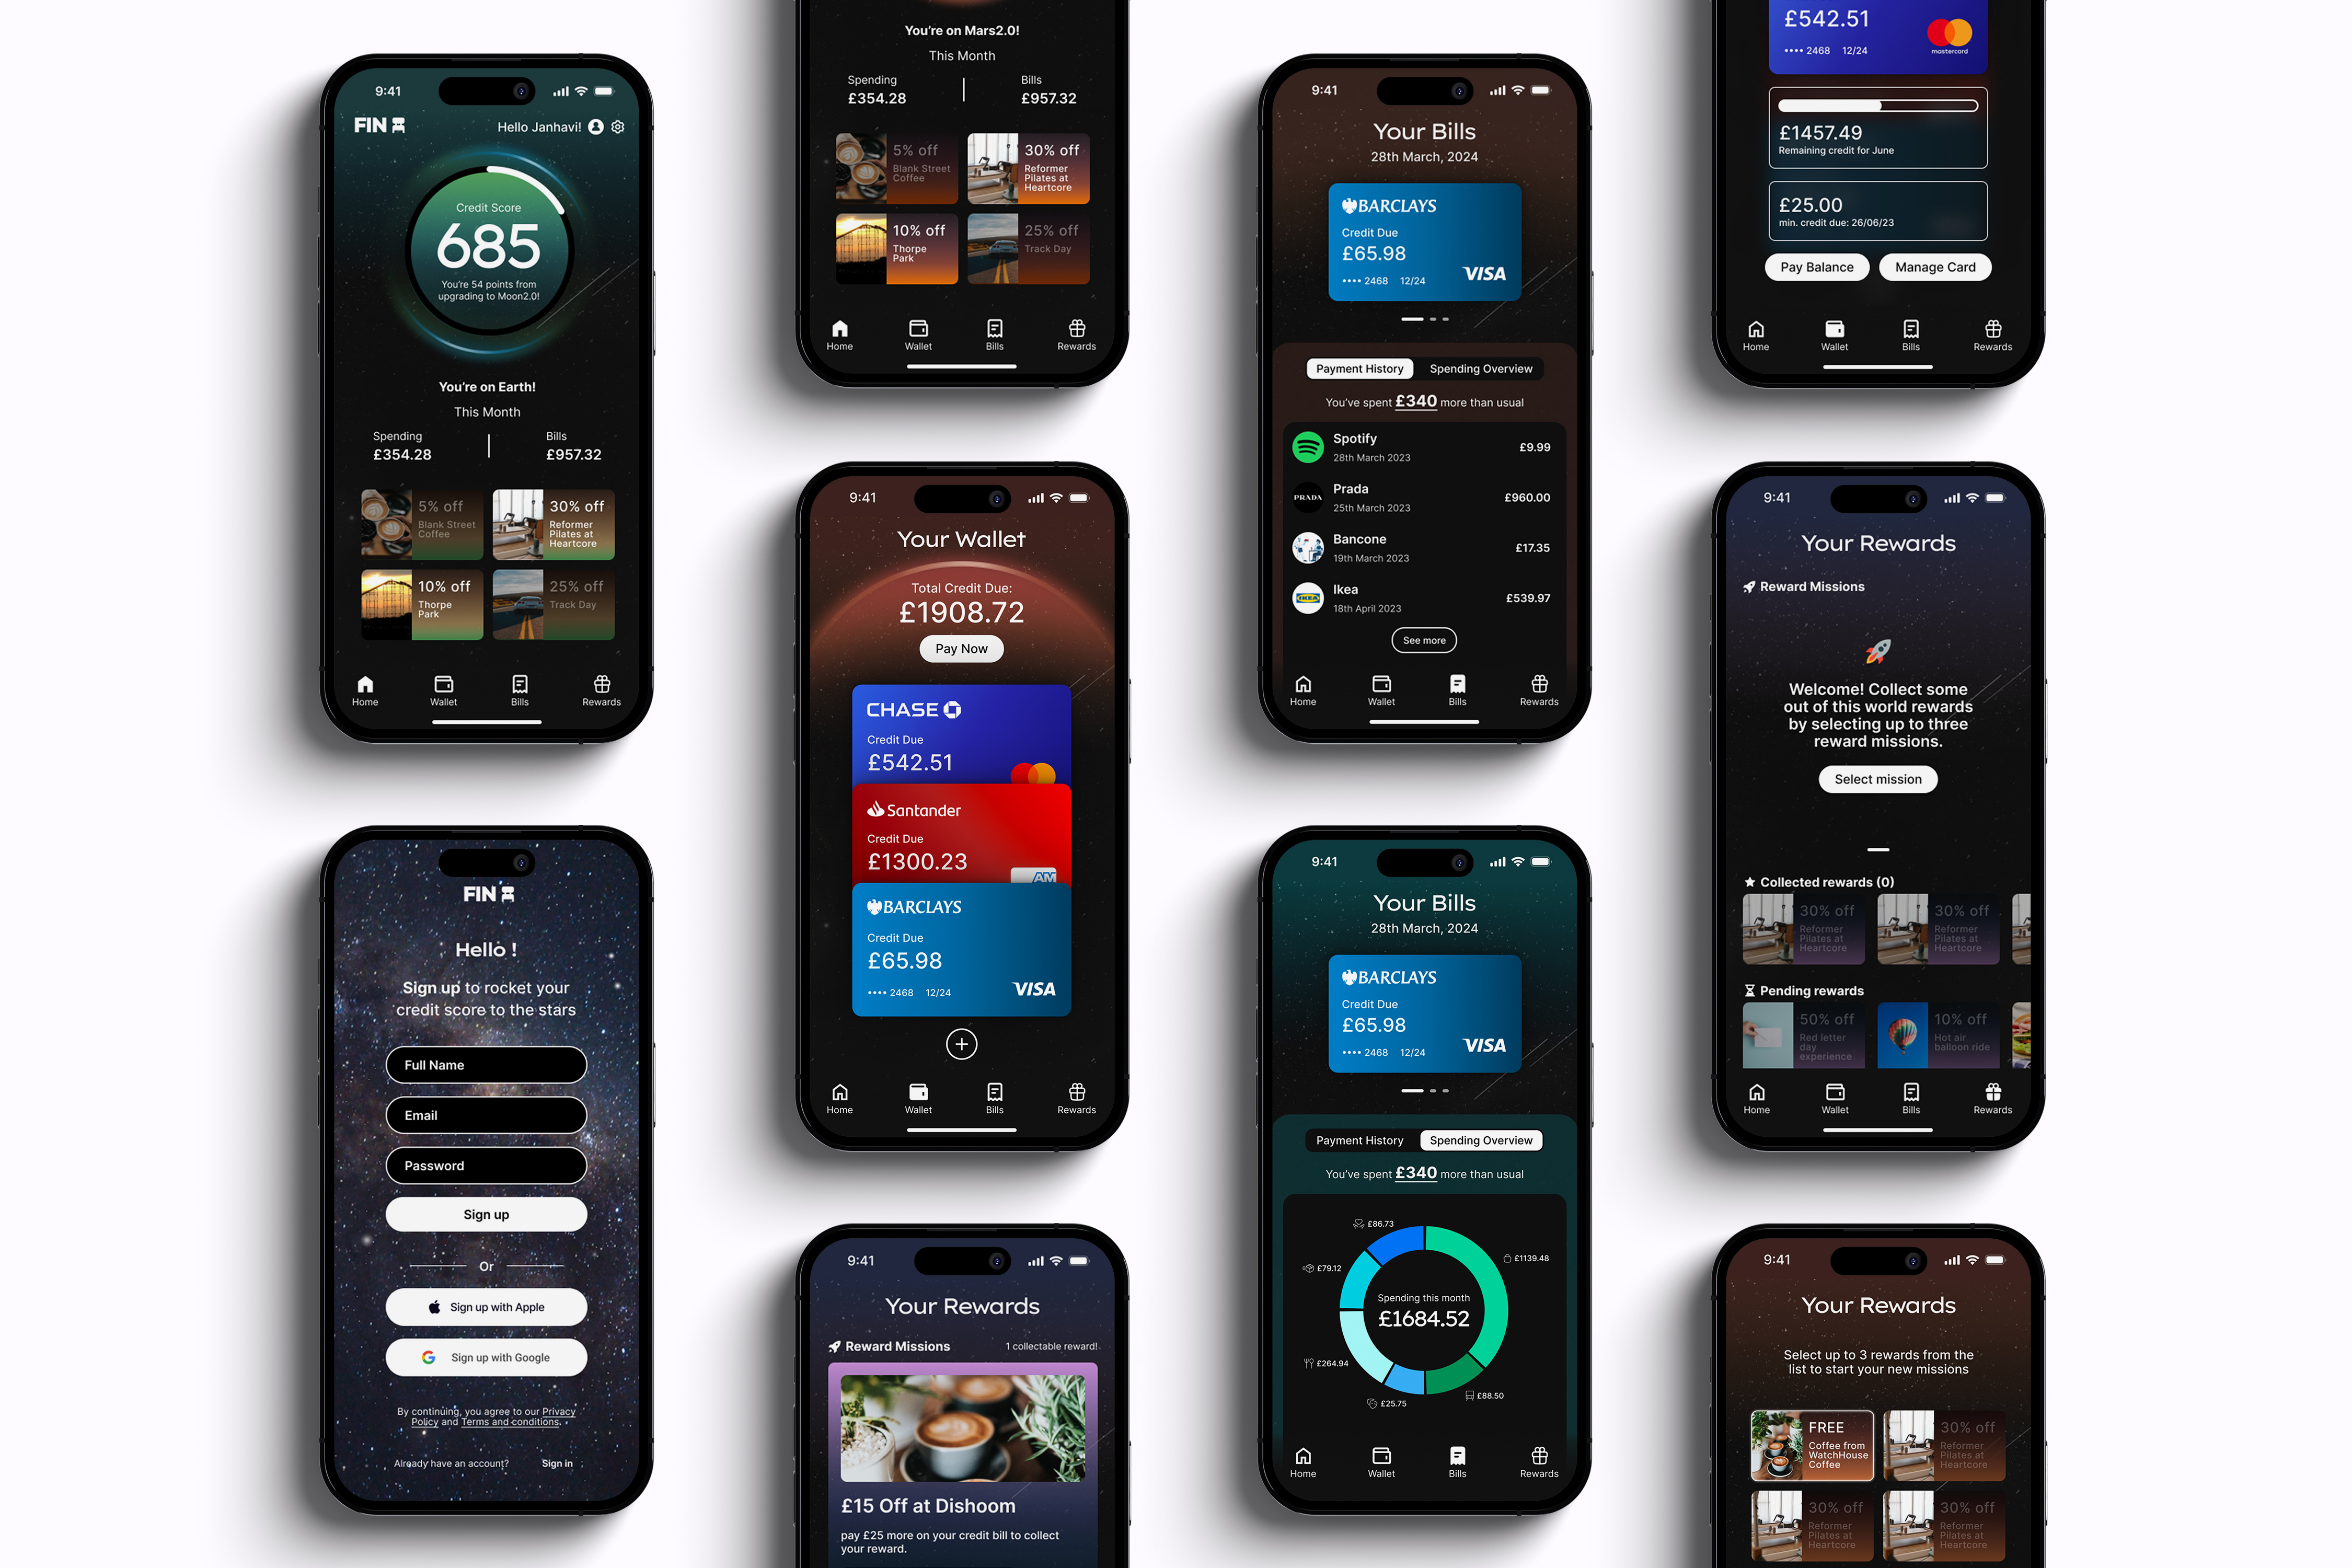 9:41
FIN
Hello Janhavi!
Credit Score
685
You're 54 points from
upgrading to Moon2.0!
You're on Earth!
This Month
Spending
£354.28
Bills
£957.32
5% off
Blank Street
Coffee
30% off
Reformer
Pilates at
Heartcore
10% off
Thorpe
Park
25% off
Track Day
Home
Wallet
Bills
Rewards
FIN
Hello !
Sign up to rocket your
credit score to the stars
Full Name
Email
Password
Sign up
Or
Sign up with Apple
Sign up with Google
By continuing, you agree to our Privacy
Policy and Terms and conditions.
Already have an account?
Sign in
You're on Mars2.0!
This Month
Spending
£354.28
Bills
£957.32
5% off
Blank Street
Coffee
30% off
Reformer
Pilates at
Heartcore
10% off
Thorpe
Park
25% off
Track Day
Home
Wallet
Bills
Rewards
9:41
Your Wallet
Total Credit Due:
£1908.72
Pay Now
CHASE
Credit Due
£542.51
Santander
Credit Due
£1300.23
AM
BARCLAYS
Credit Due
£65.98
•••• 2468 12/24
VISA
Home
Wallet
Bills
Rewards
9:41
Your Rewards
Reward Missions
1 collectable reward!
£15 Off at Dishoom
pay £25 more on your credit bill to collect
your reward.
9:41
Your Bills
28th March, 2024
BARCLAYS
Credit Due
£65.98
•••• 2468 12/24
VISA
Payment History
Spending Overview
You've spent £340 more than usual
Spotify
28th March 2023
£9.99
PRADA
Prada
25th March 2023
£960.00
Bancone
19th March 2023
£17.35
IKEA
Ikea
18th April 2023
£539.97
See more
Home
Wallet
Bills
Rewards
9:41
Your Bills
28th March, 2024
BARCLAYS
Credit Due
£65.98
•••• 2468 12/24
VISA
Payment History
Spending Overview
You've spent £340 more than usual
£86.73
£1139.48
£79.12
Spending this month
£1684.52
£264.94
£88.50
£25.75
Home
Wallet
Bills
Rewards
£542.51
•••• 2468 12/24
mastercard
£1457.49
Remaining credit for June
£25.00
min. credit due: 26/06/23
Pay Balance
Manage Card
Home
Wallet
Bills
Rewards
9:41
Your Rewards
Reward Missions
Welcome! Collect some
out of this world rewards
by selecting up to three
reward missions.
Select mission
Collected rewards (0)
30% off
Reformer
Pilates at
Heartcore
30% off
Reformer
Pilates at
Heartcore
Pending rewards
50% off
Red letter
day
experience
10% off
Hot air
balloon ride
Home
Wallet
Bills
Rewards
9:41
Your Rewards
Select up to 3 rewards from the
list to start your new missions
FREE
Coffee from
WatchHouse
Coffee
30% off
Reformer
Pilates at
Heartcore
30% off
Reformer
Pilates at
Heartcore
30% off
Reformer
Pilates at
Heartcore